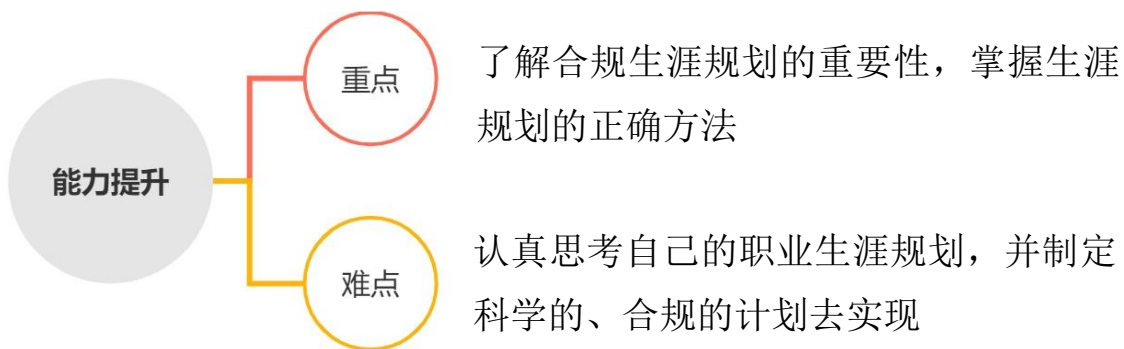 能力提升
重点
了解合规生涯规划的重要性，掌握生涯
规划的正确方法
难点
认真思考自己的职业生涯规划，并制定
科学的、合规的计划去实现